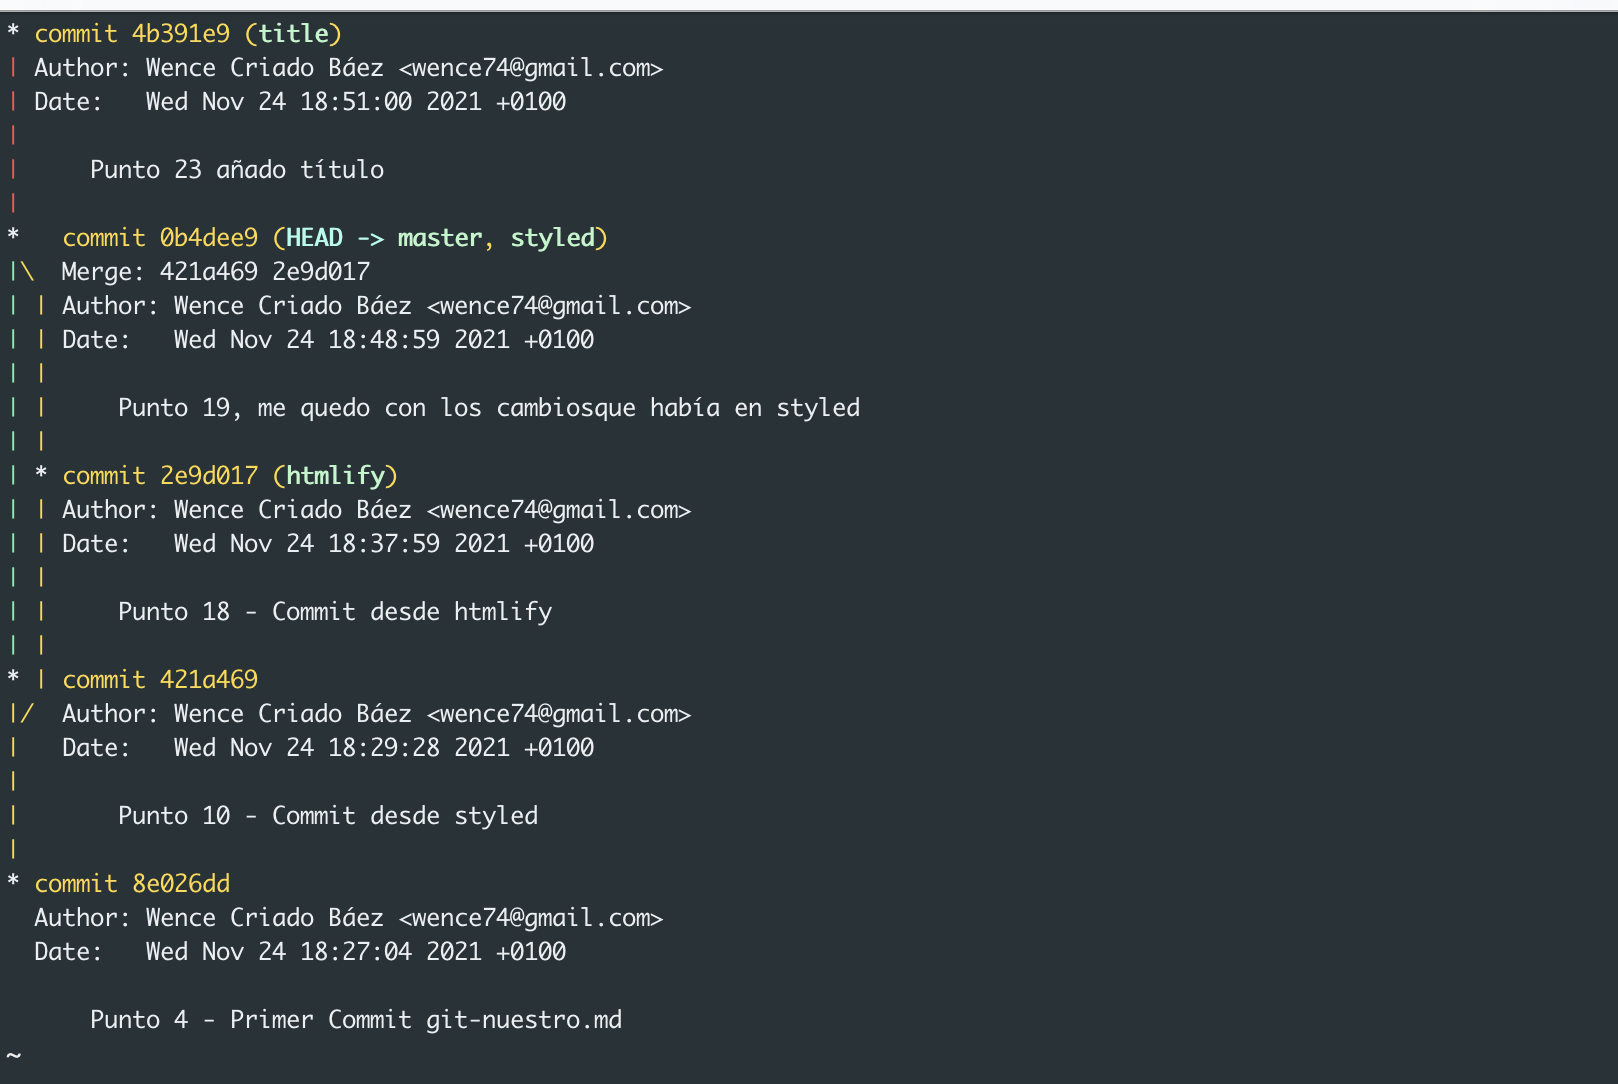 * commit 4b391e9 (title)
| Author: Wence Criado Báez <wence74@gmail.com>
| Date:   Wed Nov 24 18:51:00 2021 +0100
|
|     Punto 23 añado título
|
*   commit 0b4dee9 (HEAD -> master, styled)
|\  Merge: 421a469 2e9d017
| | Author: Wence Criado Báez <wence74@gmail.com>
| | Date:   Wed Nov 24 18:48:59 2021 +0100
| |
| |     Punto 19, me quedo con los cambiosque había en styled
| |
| * commit 2e9d017 (htmlify)
| | Author: Wence Criado Báez <wence74@gmail.com>
| | Date:   Wed Nov 24 18:37:59 2021 +0100
| |
| |     Punto 18 - Commit desde htmlify
| |
* | commit 421a469
|/  Author: Wence Criado Báez <wence74@gmail.com>
|   Date:   Wed Nov 24 18:29:28 2021 +0100
|
|       Punto 10 - Commit desde styled
|
* commit 8e026dd
  Author: Wence Criado Báez <wence74@gmail.com>
  Date:   Wed Nov 24 18:27:04 2021 +0100

      Punto 4 - Primer Commit git-nuestro.md
~